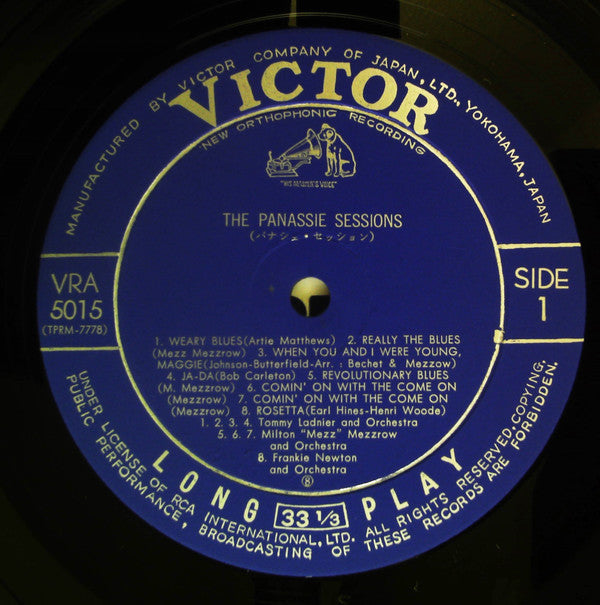 MANUFACTURED BY VICTOR COMPANY OF JAPAN, LTD., YOKOHAMA, JAPAN
VICTOR
NEW ORTHOPHONIC RECORDING
"HIS MASTER'S VOICE"
THE PANASSIE SESSIONS
(パナシェ・セッション)
VRA
5015
(TPRM-7778)
SIDE
1
1. WEARY BLUES(Artie Matthews) 2. REALLY THE BLUES
(Mezz Mezzrow) 3. WHEN YOU AND I WERE YOUNG,
MAGGIE(Johnson-Butterfield-Arr. : Bechet & Mezzow)
4. JA-DA(Bob Carleton) 5. REVOLUTIONARY BLUES
(M. Mezzrow) 6. COMIN' ON WITH THE COME ON
(Mezzrow) 7. COMIN' ON WITH THE COME ON
(Mezzrow) 8. ROSETTA(Earl Hines-Henri Woode)
1. 2. 3. 4. Tommy Ladnier and Orchestra
5. 6. 7. Milton "Mezz" Mezzrow
and Orchestra
8. Frankie Newton
and Orchestra
⑧
LONG 33 1/3 PLAY
UNDER LICENSE OF RCA INTERNATIONAL, LTD. ALL RIGHTS RESERVED, COPYING,
PUBLIC PERFORMANCE, BROADCASTING OF THESE RECORDS ARE FORBIDDEN.